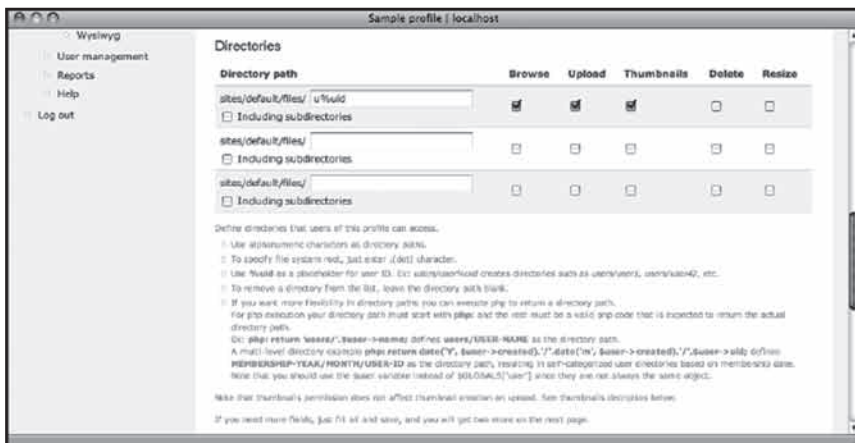 Sample profile | localhost
Wysiwyg
User management
Reports
Help
Log out
Directories
Directory path Browse Upload Thumbnails Delete Resize
sites/default/files/ u%uid
Including subdirectories
sites/default/files/
Including subdirectories
sites/default/files/
Including subdirectories
Define directories that users of this profile can access.
Use alphanumeric characters as directory paths.
To specify file system root, just enter .(dot) character.
Use %uid as a placeholder for user ID. Ex: users/user%uid creates directories such as users/user1, users/user42, etc.
To remove a directory from the list, leave the directory path blank.
If you want more flexibility in directory paths you can execute php to return a directory path.
For php execution your directory path must start with php: and the rest must be a valid php code that is expected to return the actual
directory path.
Ex: php: return 'users/'.$user->name; defines users/USER-NAME as the directory path.
A multi-level directory example php: return date('Y', $user->created).'/'.date('m', $user->created).'/'.$user->uid; defines
MEMBERSHIP-YEAR/MONTH/USER-ID as the directory path, resulting in self-categorized user directories based on membership date.
Note that you should use the $user variable instead of $GLOBALS['user'] since they are not always the same object.
Note that thumbnails permission does not affect thumbnail creation on upload. See thumbnails decription below.
If you need more fields, just fill all and save, and you will get two more on the next page.